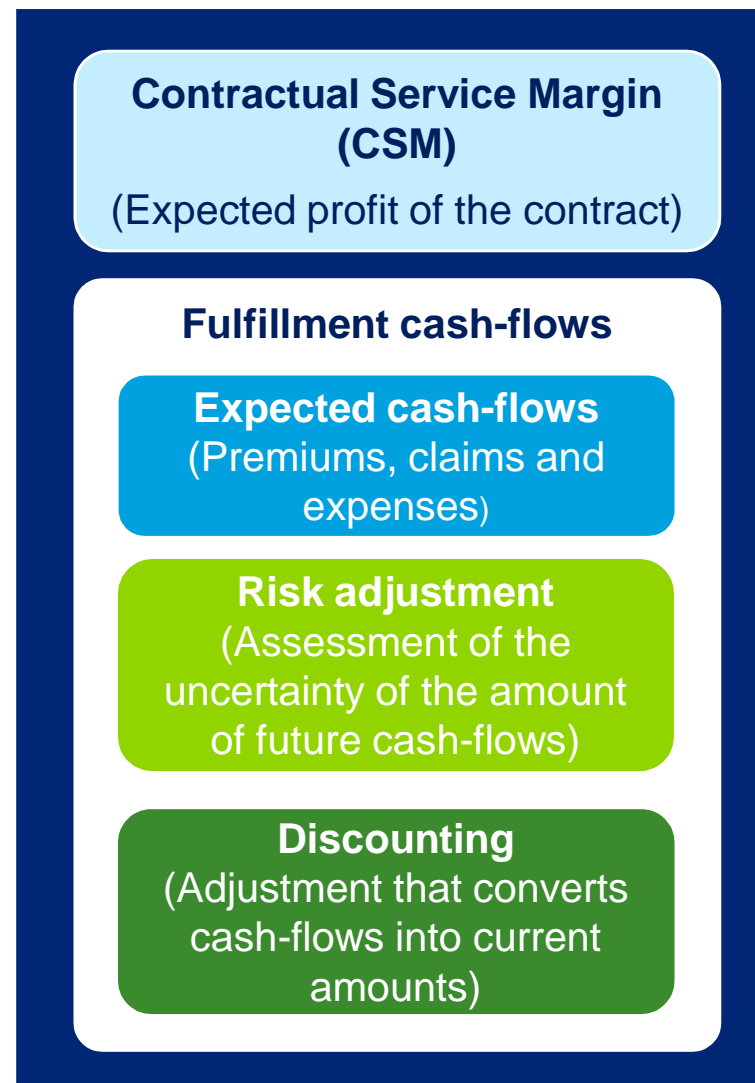 Contractual Service Margin
(CSM)
(Expected profit of the contract)
Fulfillment cash-flows
Expected cash-flows
(Premiums, claims and
expenses)
Risk adjustment
(Assessment of the
uncertainty of the amount
of future cash-flows)
Discounting
(Adjustment that converts
cash-flows into current
amounts)